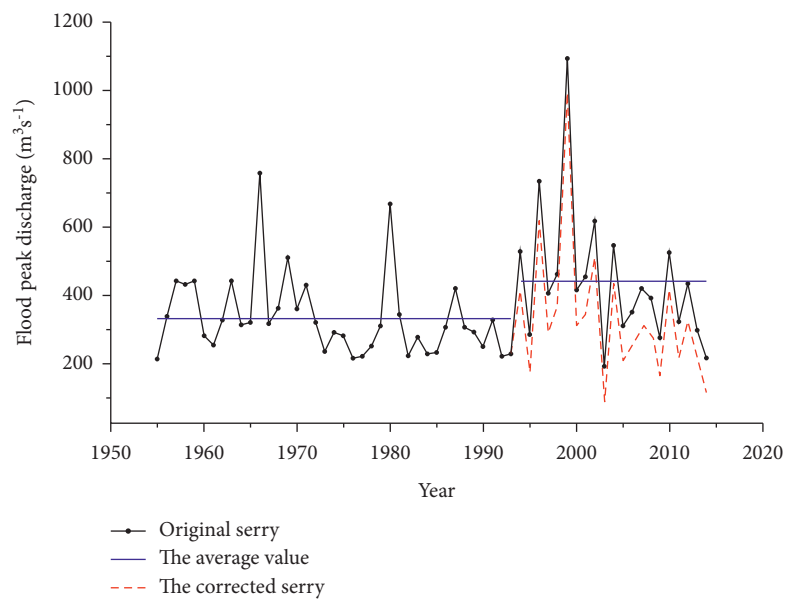 1200
1000
800
600
400
200
Flood peak discharge (m³s⁻¹)
1950 1960 1970 1980 1990 2000 2010 2020
Year
Original serry
The average value
The corrected serry